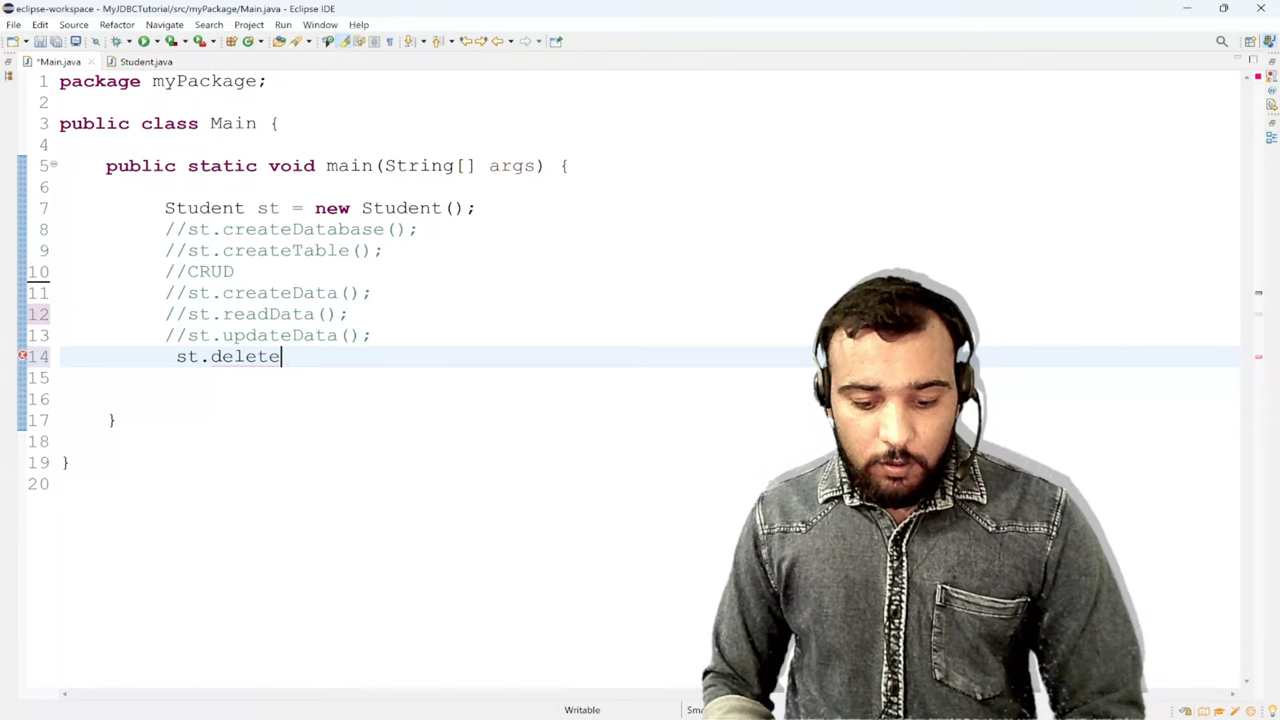 eclipse-workspace - MyJDBCTutorial/src/myPackage/Main.java - Eclipse IDE
File Edit Source Refactor Navigate Search Project Run Window Help
*Main.java Student.java
1 package myPackage;
2
3 public class Main {
4
5 public static void main(String[] args) {
6
7 Student st = new Student();
8 //st.createDatabase();
9 //st.createTable();
10 //CRUD
11 //st.createData();
12 //st.readData();
13 //st.updateData();
14 st.delete
15
16
17 }
18
19 }
20
Writable